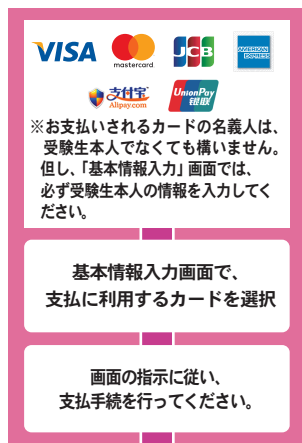 VISA
mastercard
JCB
AMERICAN EXPRESS
支付宝
Alipay.com
UnionPay
银联
※お支払いされるカードの名義人は、
受験生本人でなくても構いません。
但し、「基本情報入力」画面では、
必ず受験生本人の情報を入力してく
ださい。
基本情報入力画面で、
支払に利用するカードを選択
画面の指示に従い、
支払手続を行ってください。